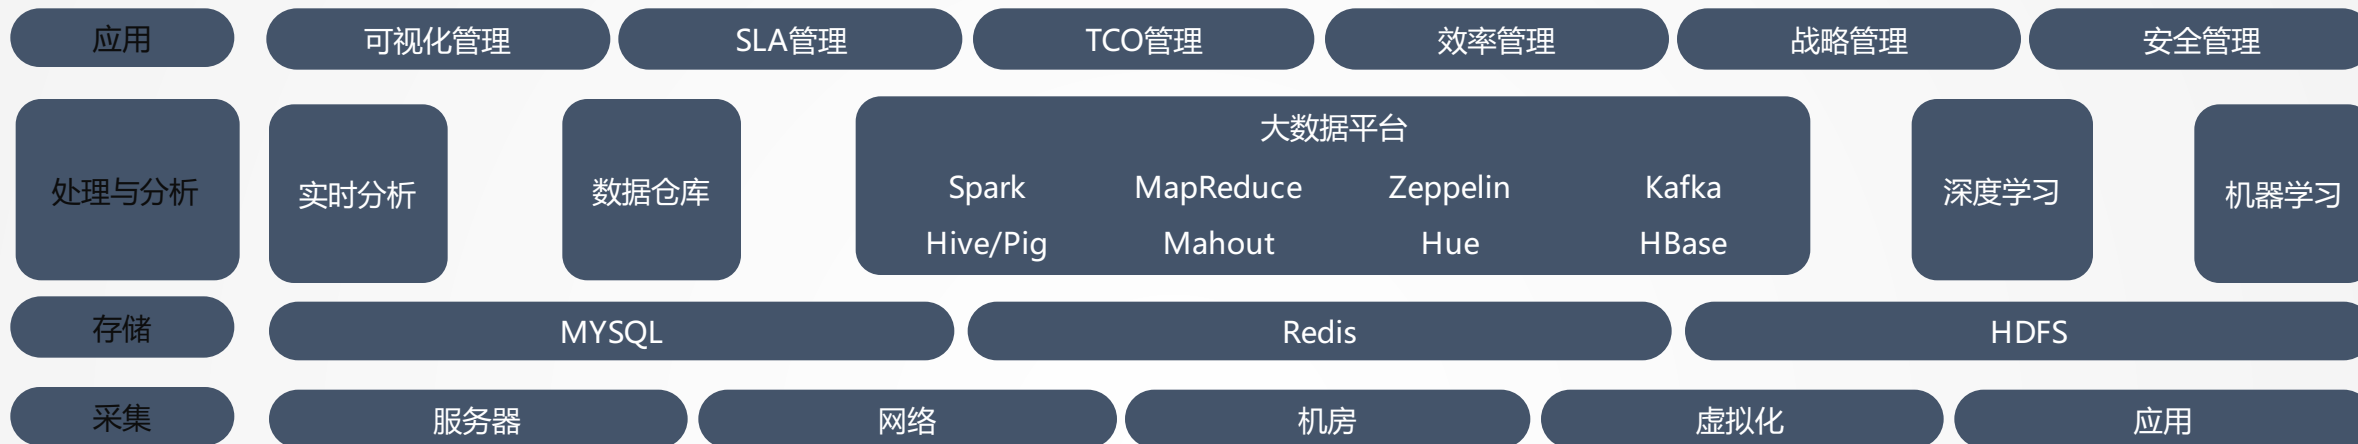 应用
可视化管理
SLA管理
TCO管理
效率管理
战略管理
安全管理
处理与分析
实时分析
数据仓库
大数据平台
Spark MapReduce Zeppelin Kafka
Hive/Pig Mahout Hue HBase
深度学习
机器学习
存储
MYSQL
Redis
HDFS
采集
服务器
网络
机房
虚拟化
应用